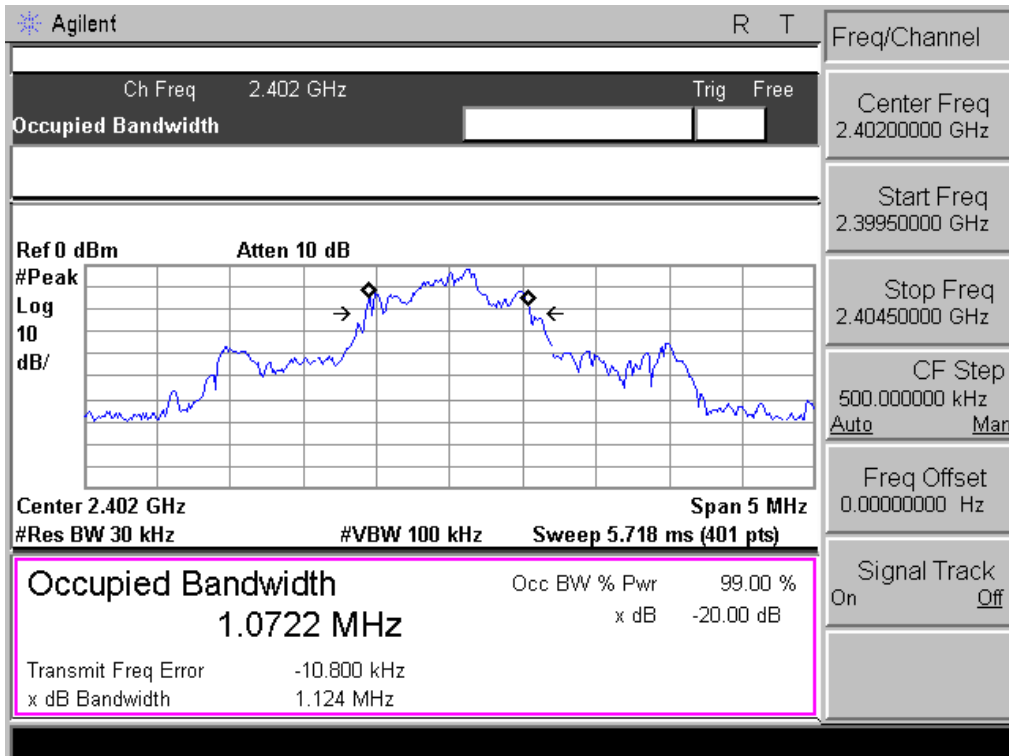 Agilent R T
Ch Freq 2.402 GHz Trig Free
Occupied Bandwidth
Ref 0 dBm Atten 10 dB
#Peak
Log
10
dB/
Center 2.402 GHz Span 5 MHz
#Res BW 30 kHz #VBW 100 kHz Sweep 5.718 ms (401 pts)
Occupied Bandwidth
1.0722 MHz
Occ BW % Pwr 99.00 %
x dB -20.00 dB
Transmit Freq Error -10.800 kHz
x dB Bandwidth 1.124 MHz
Freq/Channel
Center Freq
2.40200000 GHz
Start Freq
2.39950000 GHz
Stop Freq
2.40450000 GHz
CF Step
500.000000 kHz
Auto Man
Freq Offset
0.00000000 Hz
Signal Track
On Off